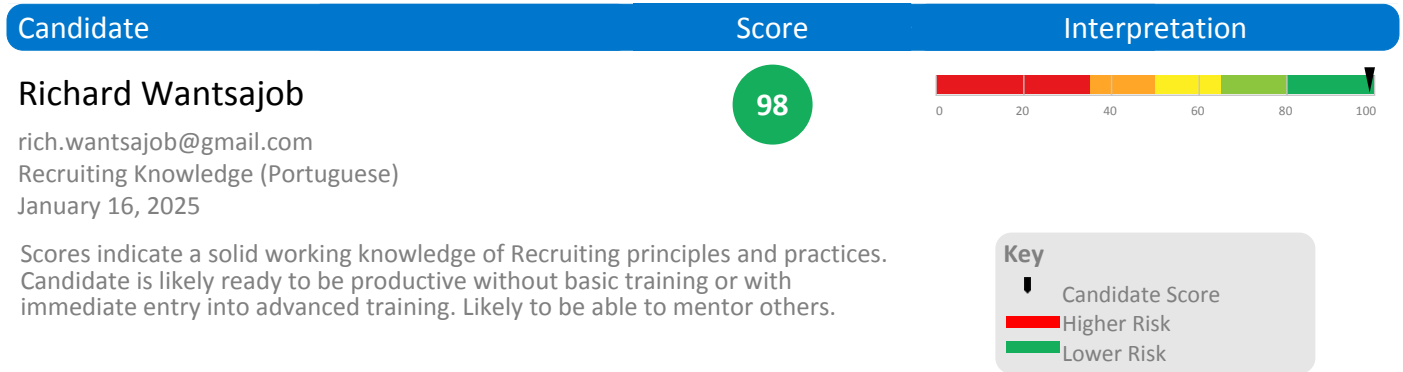 Candidate Score Interpretation
Richard Wantsajob
98
0 20 40 60 80 100
rich.wantsajob@gmail.com
Recruiting Knowledge (Portuguese)
January 16, 2025
Scores indicate a solid working knowledge of Recruiting principles and practices.
Candidate is likely ready to be productive without basic training or with
immediate entry into advanced training. Likely to be able to mentor others.
Key
Candidate Score
Higher Risk
Lower Risk